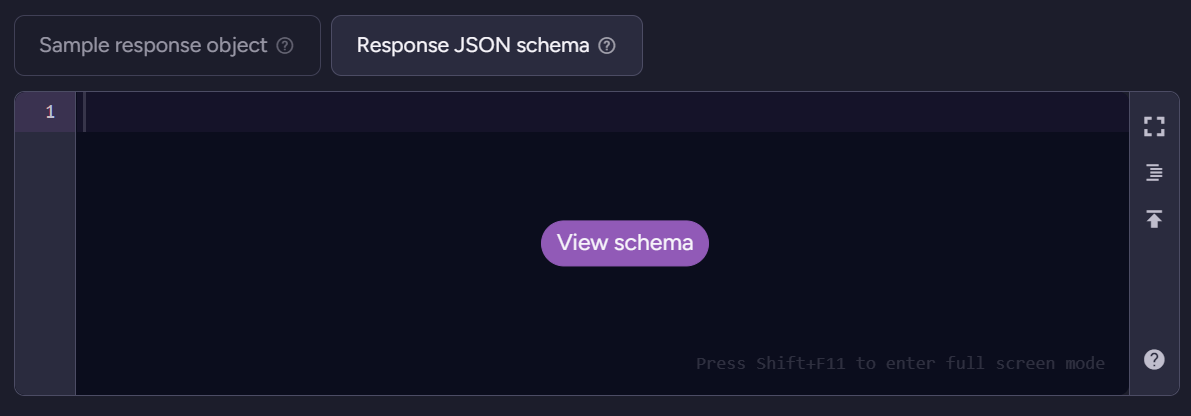 Sample response object
Response JSON schema
1
View schema
Press Shift+F11 to enter full screen mode